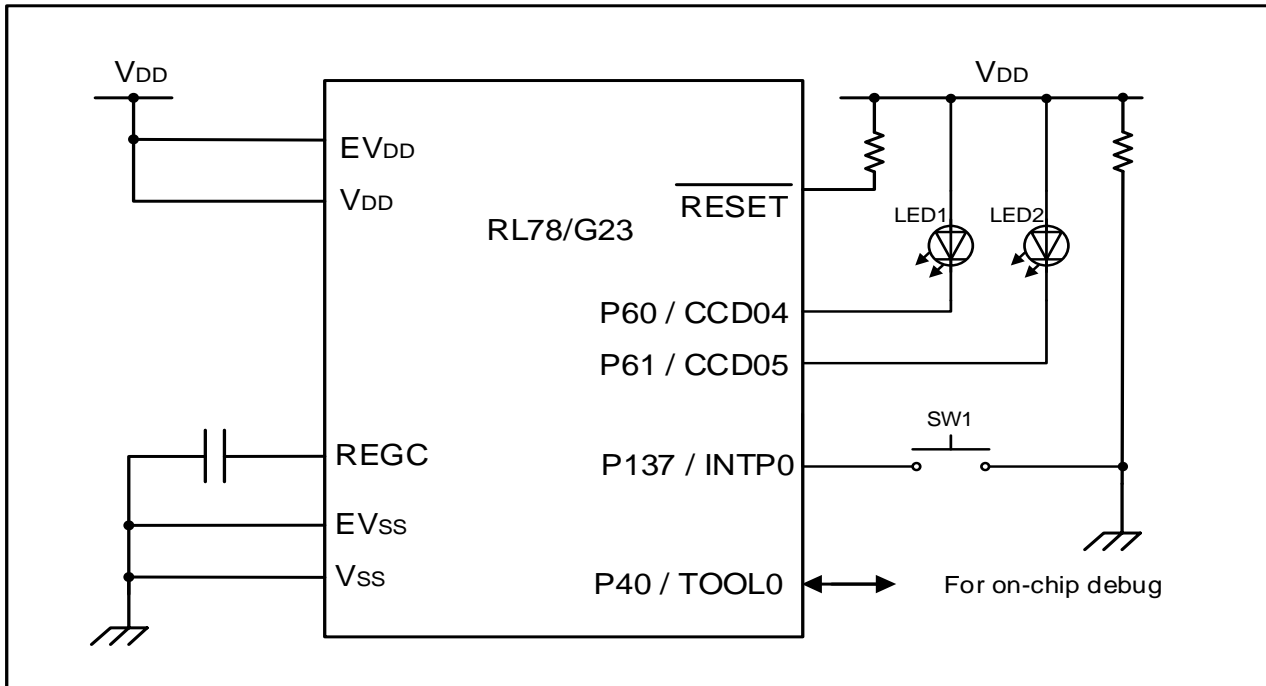 VDD
VDD
EVDD
VDD
RESET
RL78/G23
LED1
LED2
P60 / CCD04
P61 / CCD05
SW1
REGC
P137 / INTP0
EVSS
VSS
P40 / TOOL0
For on-chip debug